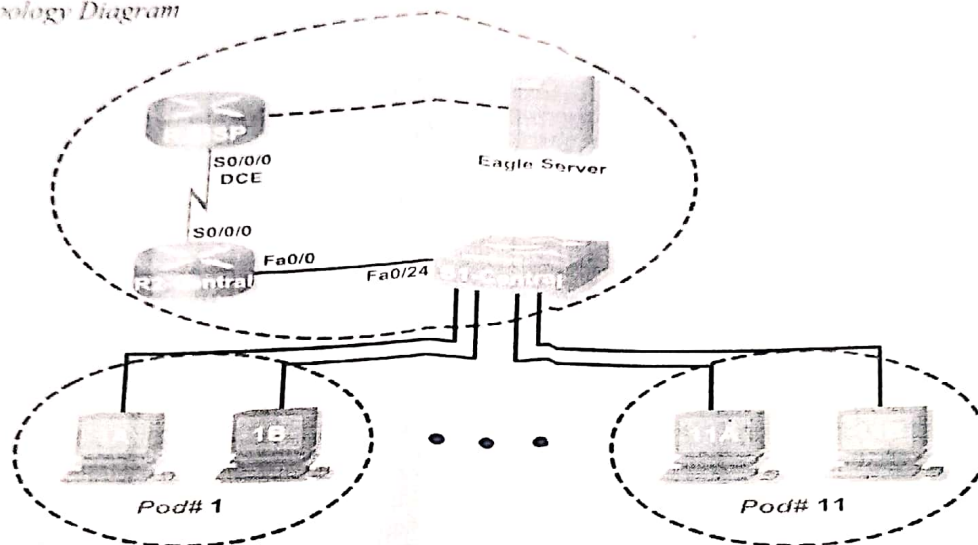 pology Diagram
SP
S0/0/0
DCE
Eagle Server
S0/0/0
Fa0/0
Fa0/24
1B
11A
Pod# 1
Pod# 11